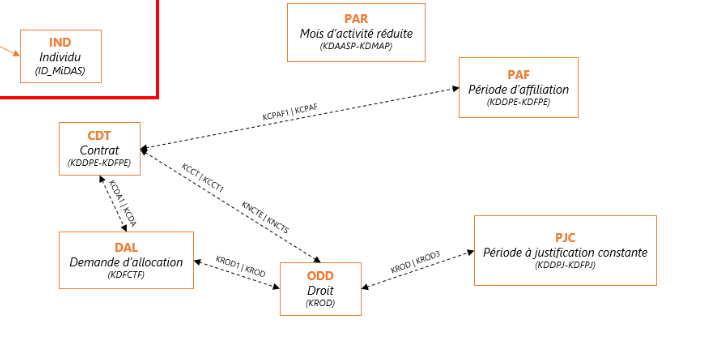 PAR
Mois d'activité réduite
(KDAASP-KDMAP)
IND
Individu
(ID_MiDAS)
PAF
Période d'affiliation
(KDDPE-KDFPE)
KCPAF1 | KCPAF
CDT
Contrat
(KDDPE-KDFPE)
KCCT | KCCT1
KNCTE | KNCTS
KCDA1 | KCDA
DAL
Demande d'allocation
(KDFCTF)
KROD1 | KROD
ODD
Droit
(KROD)
KROD | KROD3
PJC
Période à justification constante
(KDDPJ-KDFPJ)